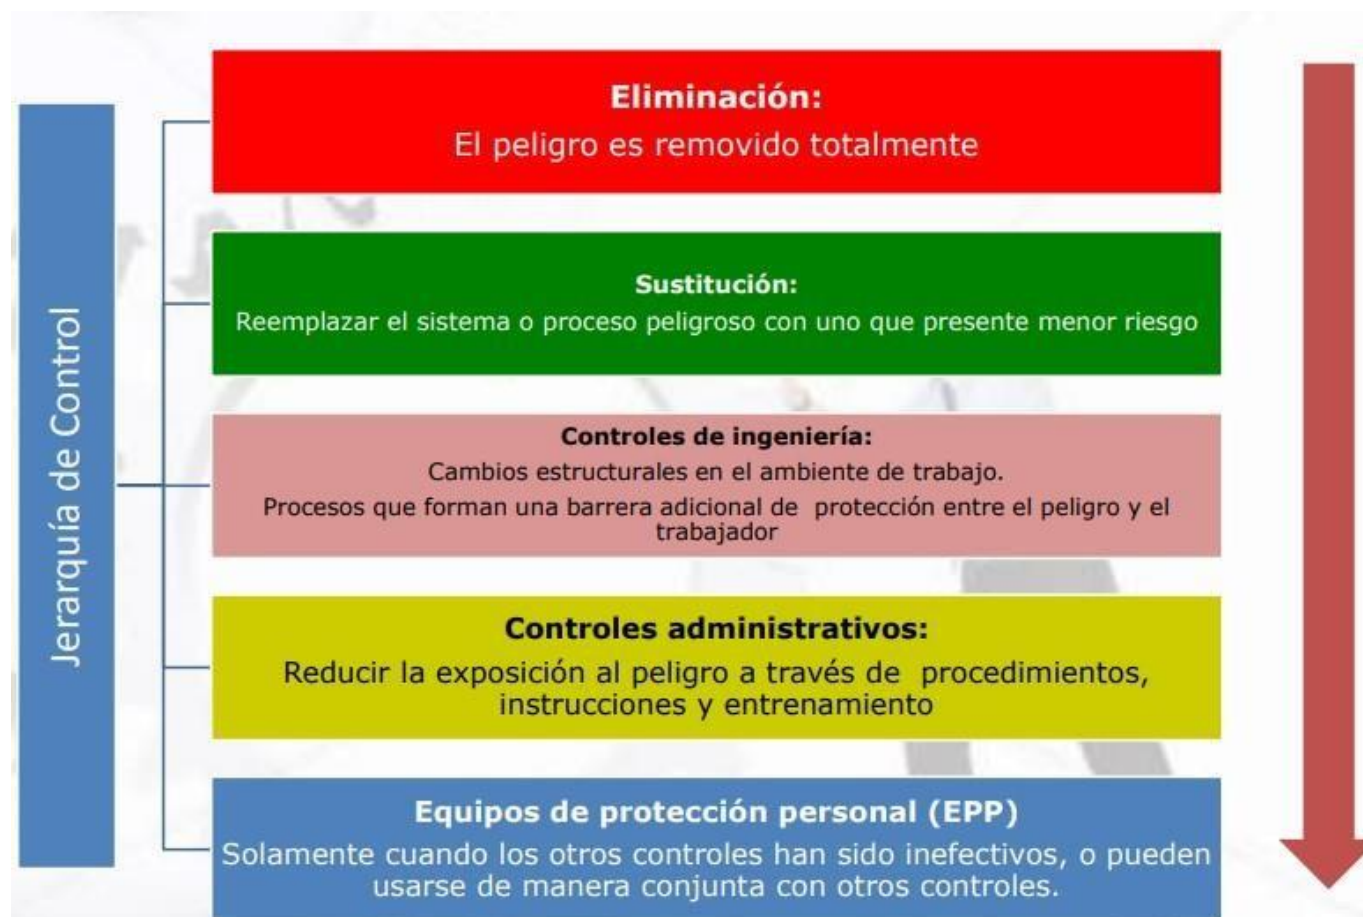 Jerarquía de Control
Eliminación:
El peligro es removido totalmente
Sustitución:
Reemplazar el sistema o proceso peligroso con uno que presente menor riesgo
Controles de ingeniería:
Cambios estructurales en el ambiente de trabajo.
Procesos que forman una barrera adicional de protección entre el peligro y el
trabajador
Controles administrativos:
Reducir la exposición al peligro a través de procedimientos,
instrucciones y entrenamiento
Equipos de protección personal (EPP)
Solamente cuando los otros controles han sido inefectivos, o pueden
usarse de manera conjunta con otros controles.